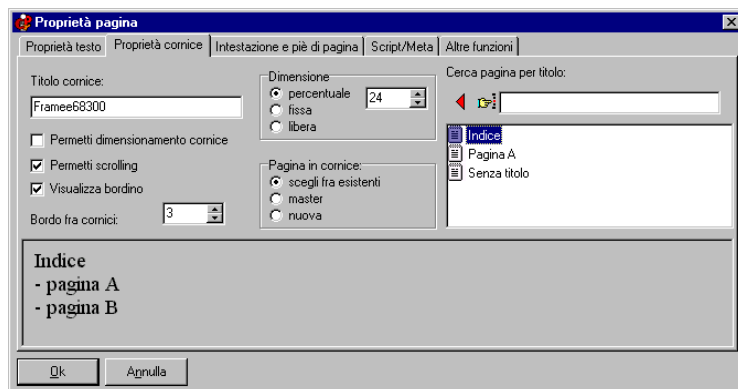 Proprietà pagina
Proprietà testo
Proprietà cornice
Intestazione e piè di pagina
Script/Meta
Altre funzioni
Titolo cornice:
Framee68300
Permetti dimensionamento cornice
Permetti scrolling
Visualizza bordino
Bordo fra cornici:
3
Dimensione
percentuale
24
fissa
libera
Pagina in cornice:
scegli fra esistenti
master
nuova
Cerca pagina per titolo:
Indice
Pagina A
Senza titolo
Indice
- pagina A
- pagina B
Ok
Annulla